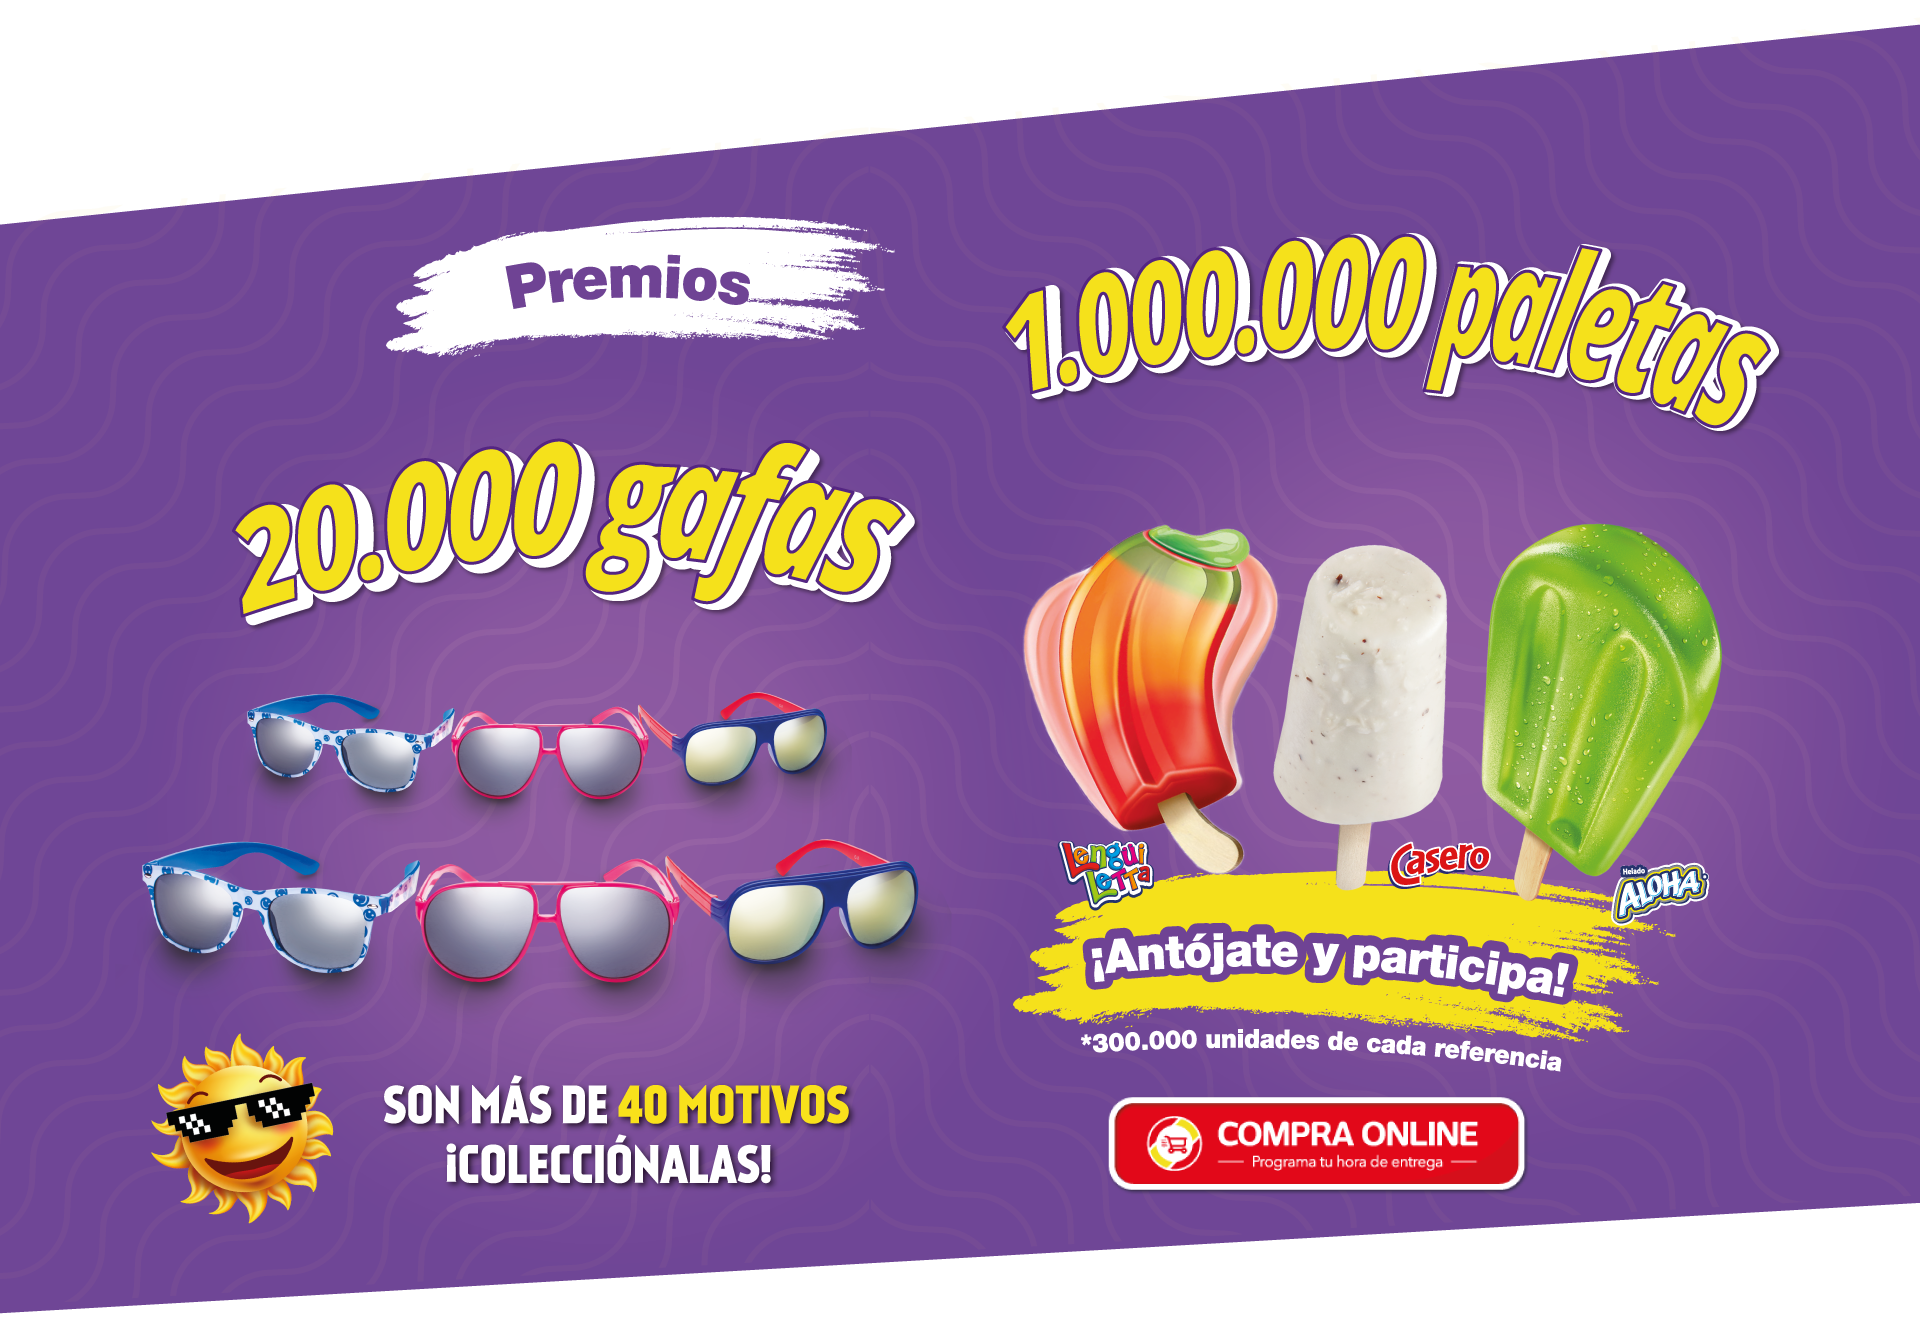 Premios
20.000 gafas
SON MÁS DE 40 MOTIVOS
¡COLECCIÓNALAS!
1.000.000 paletas
Lengui
Letta
Casero
Helado
ALOHA
¡Antójate y participa!
*300.000 unidades de cada referencia
COMPRA ONLINE
Programa tu hora de entrega